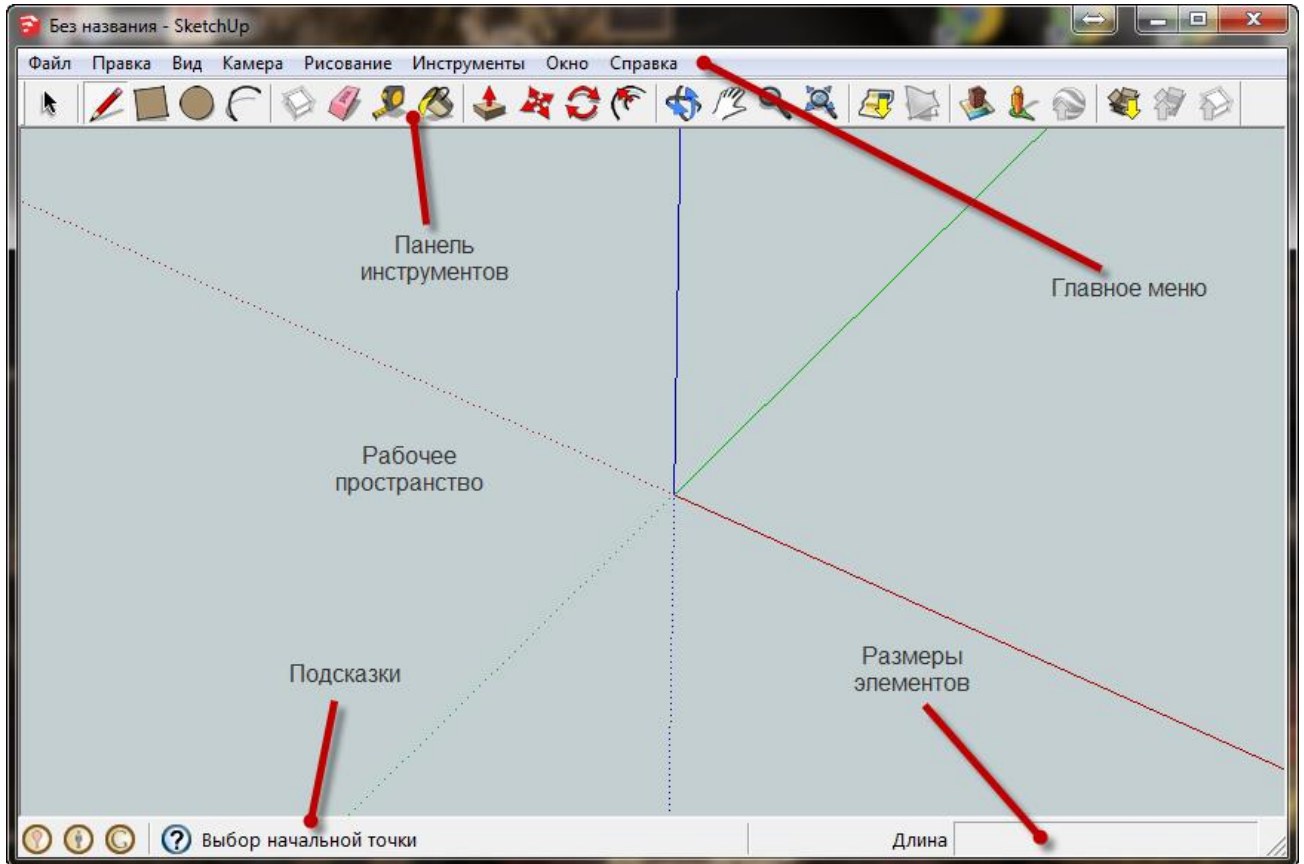 Без названия - SketchUp
Файл Правка Вид Камера Рисование Инструменты Окно Справка
Панель
инструментов
Главное меню
Рабочее
пространство
Подсказки
Размеры
элементов
Выбор начальной точки
Длина